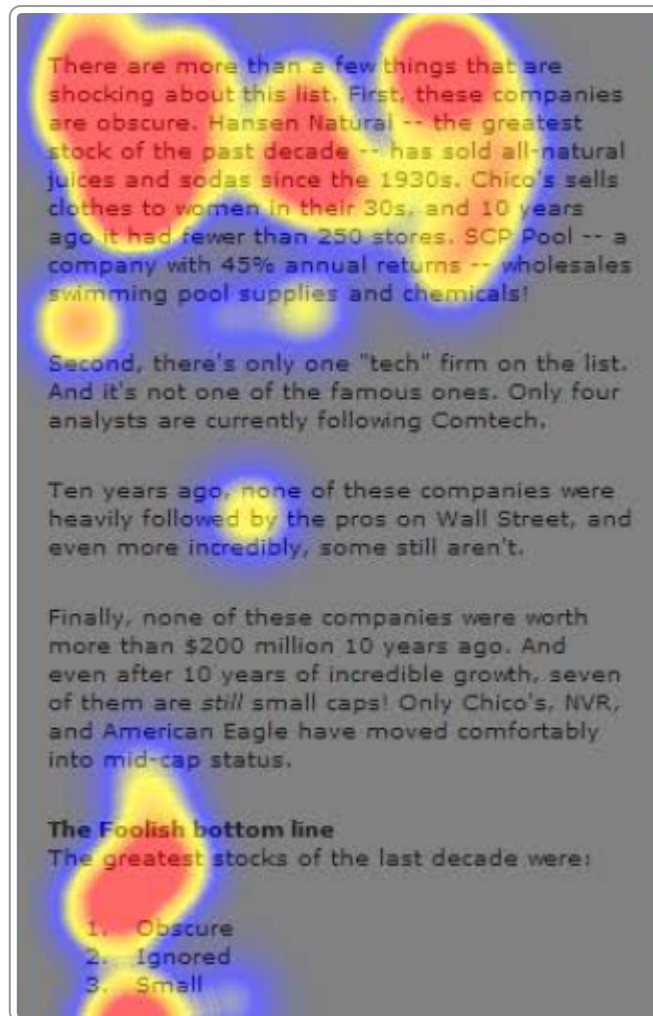 There are more than a few things that are
shocking about this list. First, these companies
are obscure. Hansen Natural -- the greatest
stock of the past decade -- has sold all-natural
juices and sodas since the 1930s. Chico's sells
clothes to women in their 30s, and 10 years
ago it had fewer than 250 stores. SCP Pool -- a
company with 45% annual returns -- wholesales
swimming pool supplies and chemicals!
Second, there's only one "tech" firm on the list.
And it's not one of the famous ones. Only four
analysts are currently following Comtech.
Ten years ago, none of these companies were
heavily followed by the pros on Wall Street, and
even more incredibly, some still aren't.
Finally, none of these companies were worth
more than $200 million 10 years ago. And
even after 10 years of incredible growth, seven
of them are still small caps! Only Chico's, NVR,
and American Eagle have moved comfortably
into mid-cap status.
The Foolish bottom line
The greatest stocks of the last decade were:
1. Obscure
2. Ignored
3. Small